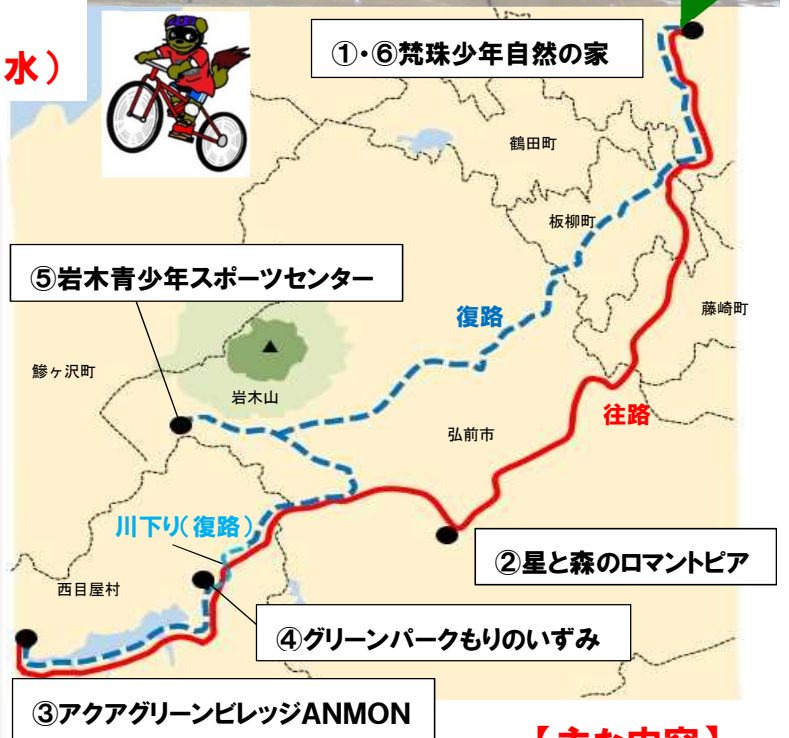 水)
①・⑥梵珠少年自然の家
鶴田町
板柳町
⑤岩木青少年スポーツセンター
藤崎町
復路
鰺ヶ沢町
岩木山
往路
弘前市
川下り(復路)
②星と森のロマントピア
西目屋村
④グリーンパークもりのいずみ
③アクアグリーンビレッジANMON